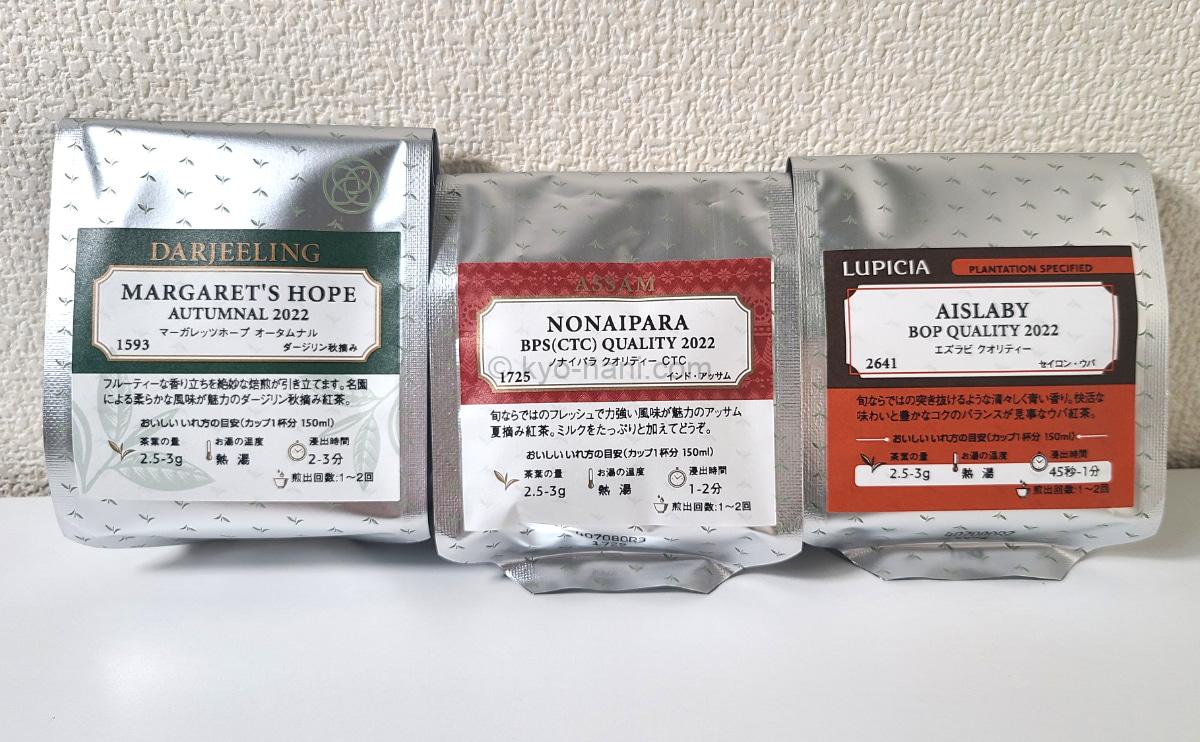 DARJEELING
MARGARET'S HOPE
AUTUMNAL 2022
マーガレッツホープ オータムナル
1593
ダージリン秋摘み
フルーティーな香り立ちを絶妙な焙煎が引き立てます。名園
による柔らかな風味が魅力のダージリン秋摘み紅茶。
おいしいいれ方の目安(カップ1杯分 150ml)
茶葉の量
2.5-3g
お湯の温度
熱湯
浸出時間
2-3分
煎出回数:1~2回
ASSAM
NONAIPARA
BPS(CTC) QUALITY 2022
ノナイパラ クオリティー CTC
1725
インド・アッサム
旬ならではのフレッシュで力強い風味が魅力のアッサム
夏摘み紅茶。ミルクをたっぷりと加えてどうぞ。
おいしいいれ方の目安(カップ1杯分 150ml)
茶葉の量
2.5-3g
お湯の温度
熱湯
浸出時間
1-2分
煎出回数:1~2回
407080R3
1725
LUPICIA
PLANTATION SPECIFIED
AISLABY
BOP QUALITY 2022
エズラビ クオリティー
2641
セイロン・ウバ
旬ならではの突き抜けるような清々しく青い香り。快活な
味わいと豊かなコクのバランスが見事なウバ紅茶。
おいしいいれ方の目安(カップ1杯分 150ml)
茶葉の量
2.5-3g
お湯の温度
熱湯
浸出時間
45秒-1分
煎出回数:1~2回
© kyo-nani.com